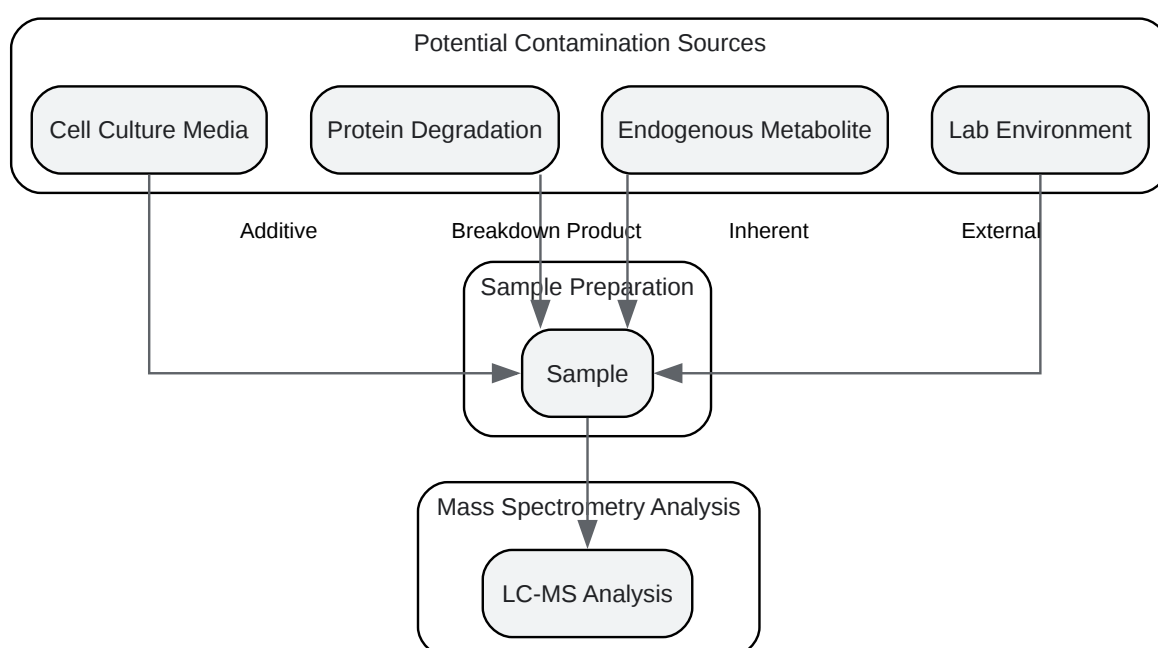 Potential Contamination Sources
Cell Culture Media
Protein Degradation
Endogenous Metabolite
Lab Environment
Additive
Breakdown Product
Inherent
External
Sample Preparation
Sample
Mass Spectrometry Analysis
LC-MS Analysis